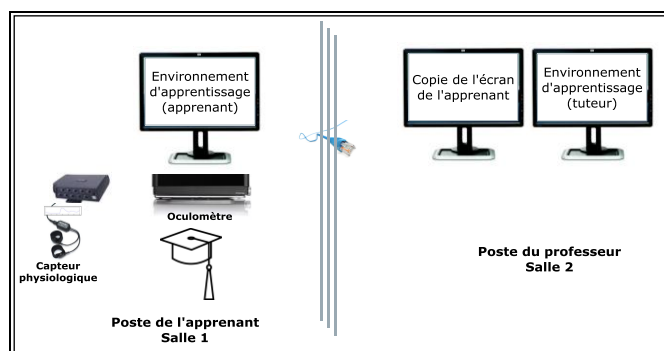 Environnement
d'apprentissage
(apprenant)
Oculomètre
Capteur
physiologique
Poste de l'apprenant
Salle 1
Copie de l'écran
de l'apprenant
Environnement
d'apprentissage
(tuteur)
Poste du professeur
Salle 2